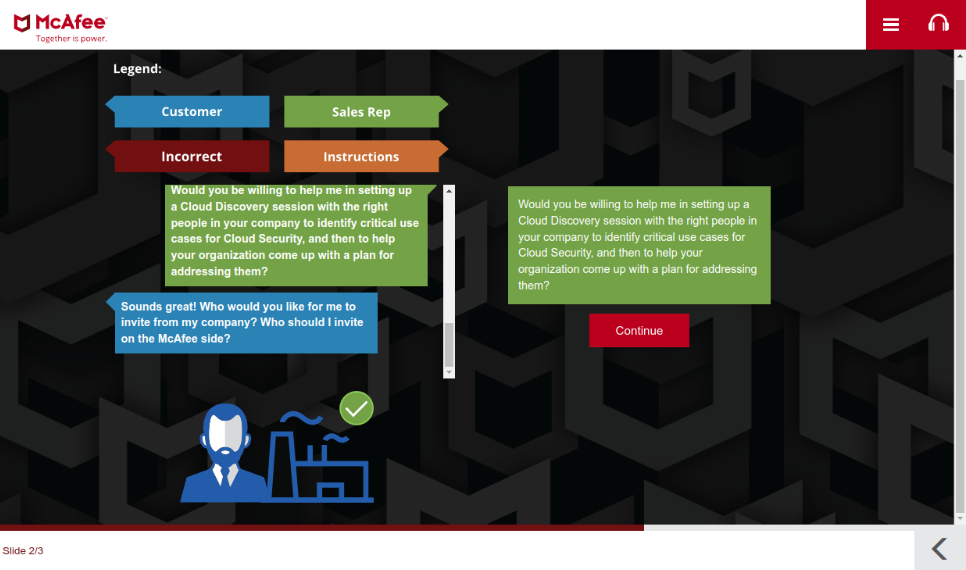 McAfee
Together is power.
Legend:
Customer
Sales Rep
Incorrect
Instructions
Would you be willing to help me in setting up
a Cloud Discovery session with the right
people in your company to identify critical use
cases for Cloud Security, and then to help
your organization come up with a plan for
addressing them?
Sounds great! Who would you like for me to
invite from my company? Who should I invite
on the McAfee side?
Would you be willing to help me in setting up a
Cloud Discovery session with the right people in
your company to identify critical use cases for
Cloud Security, and then to help your
organization come up with a plan for addressing
them?
Continue
Slide 2/3